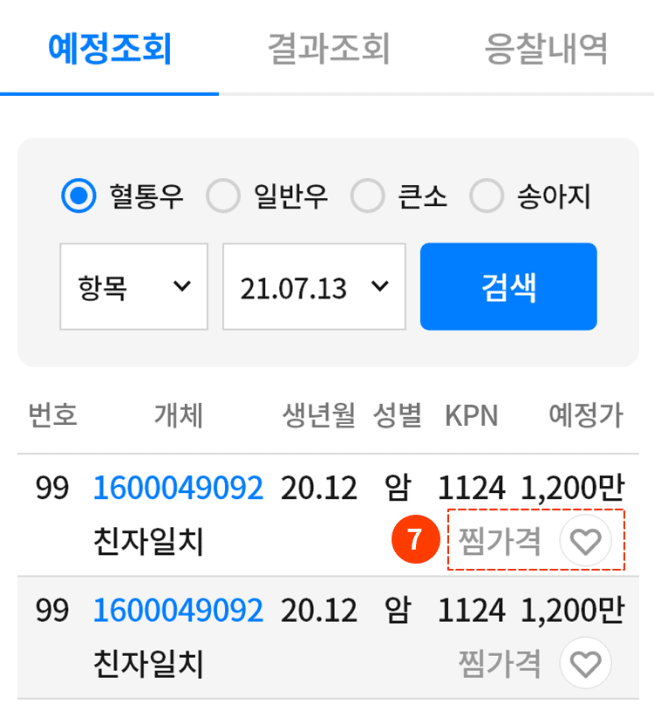 예정조회 결과조회 응찰내역
혈통우 일반우 큰소 송아지
항목 21.07.13 검색
번호 개체 생년월 성별 KPN 예정가
99 1600049092 20.12 암 1124 1,200만
친자일치 7 찜가격
99 1600049092 20.12 암 1124 1,200만
친자일치 찜가격